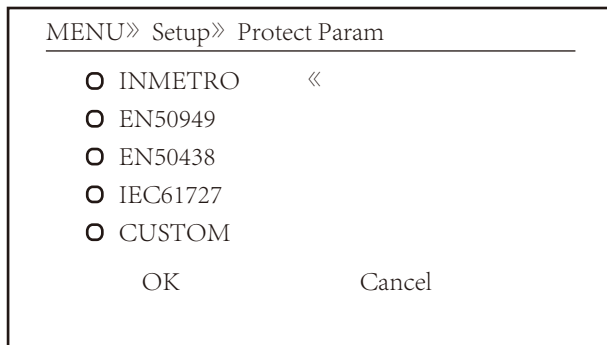 MENU» Setup» Protect Param
INMETRO «
EN50949
EN50438
IEC61727
CUSTOM
OK Cancel